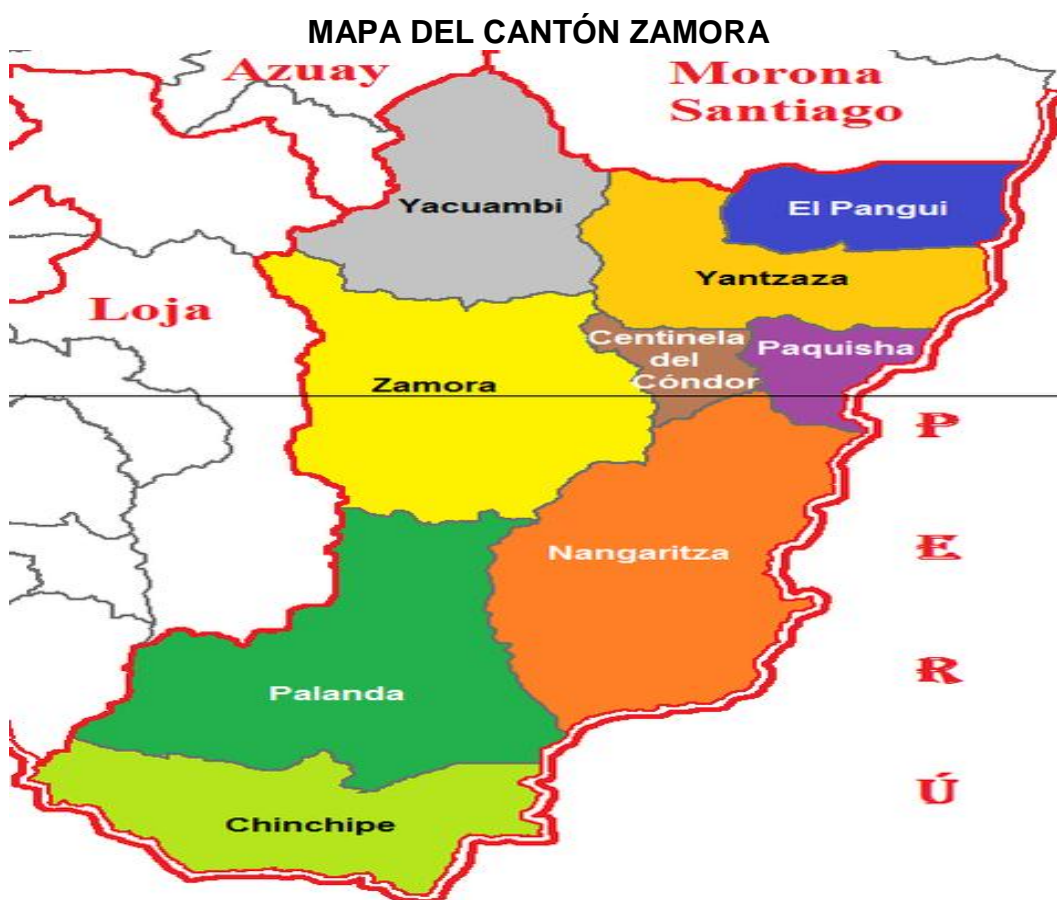 MAPA DEL CANTÓN ZAMORA
Azuay
Morona
Santiago
Yacuambi
El Pangui
Yantzaza
Loja
Centinela
del
Cóndor
Paquisha
Zamora
P
E
R
Ú
Nangaritza
Palanda
Chinchipe